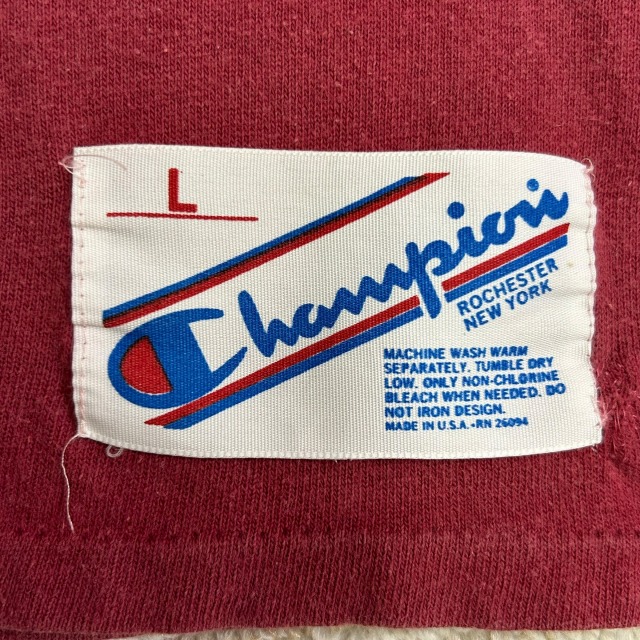 L
Champion
ROCHESTER
NEW YORK
MACHINE WASH WARM
SEPARATELY. TUMBLE DRY
LOW. ONLY NON-CHLORINE
BLEACH WHEN NEEDED. DO
NOT IRON DESIGN.
MADE IN U.S.A.-RN 26094